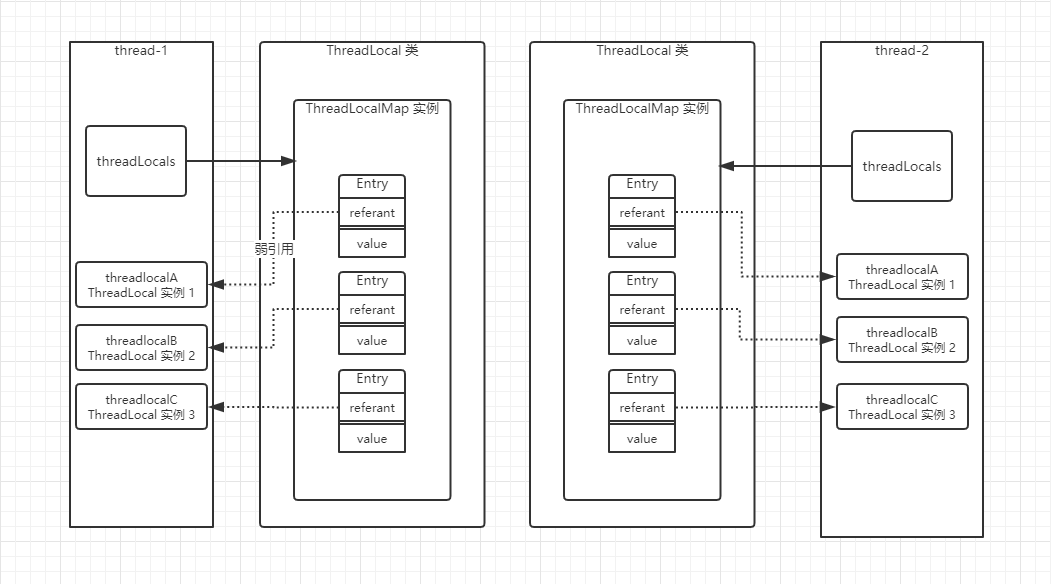 thread-1
threadLocals
threadlocalA
ThreadLocal 实例 1
threadlocalB
ThreadLocal 实例 2
threadlocalC
ThreadLocal 实例 3
ThreadLocal 类
ThreadLocalMap 实例
Entry
referant
value
Entry
referant
value
Entry
referant
value
弱引用
ThreadLocal 类
ThreadLocalMap 实例
Entry
referant
value
Entry
referant
value
Entry
referant
value
thread-2
threadLocals
threadlocalA
ThreadLocal 实例 1
threadlocalB
ThreadLocal 实例 2
threadlocalC
ThreadLocal 实例 3